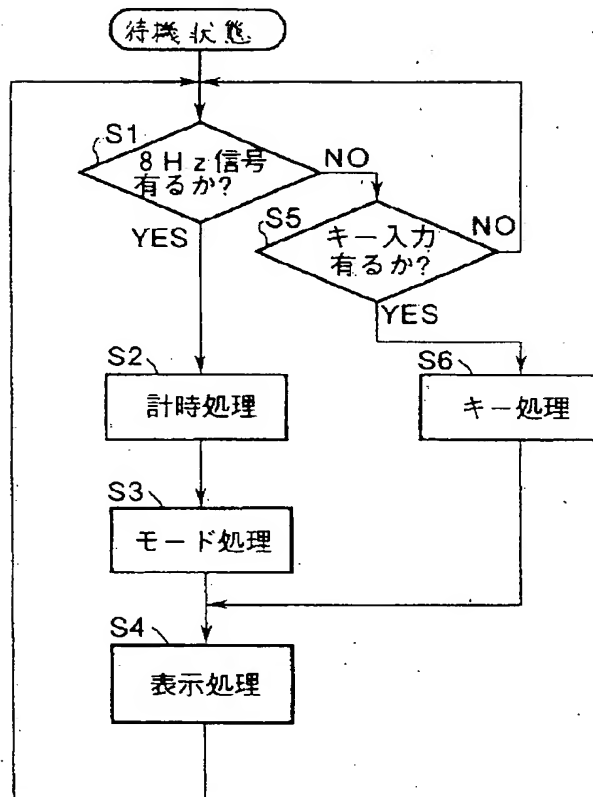 待機状態
S1
8Hz信号
有るか?
NO
YES
S5
キー入力
有るか?
NO
YES
S2
計時処理
S6
キー処理
S3
モード処理
S4
表示処理